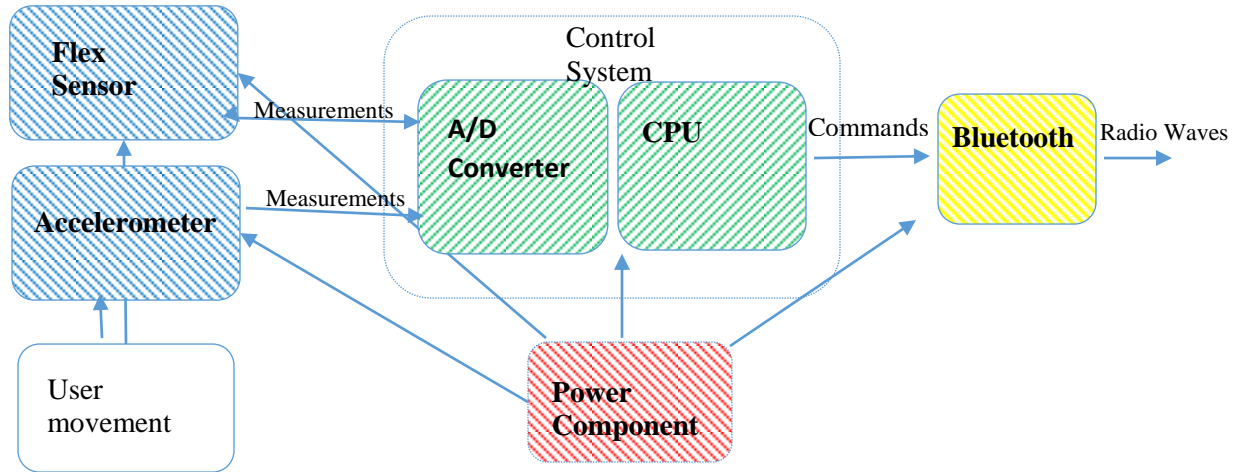 Flex
Sensor
Measurements
Control
System
A/D
Converter
CPU
Commands
Bluetooth
Radio Waves
Accelerometer
Measurements
User
movement
Power
Component